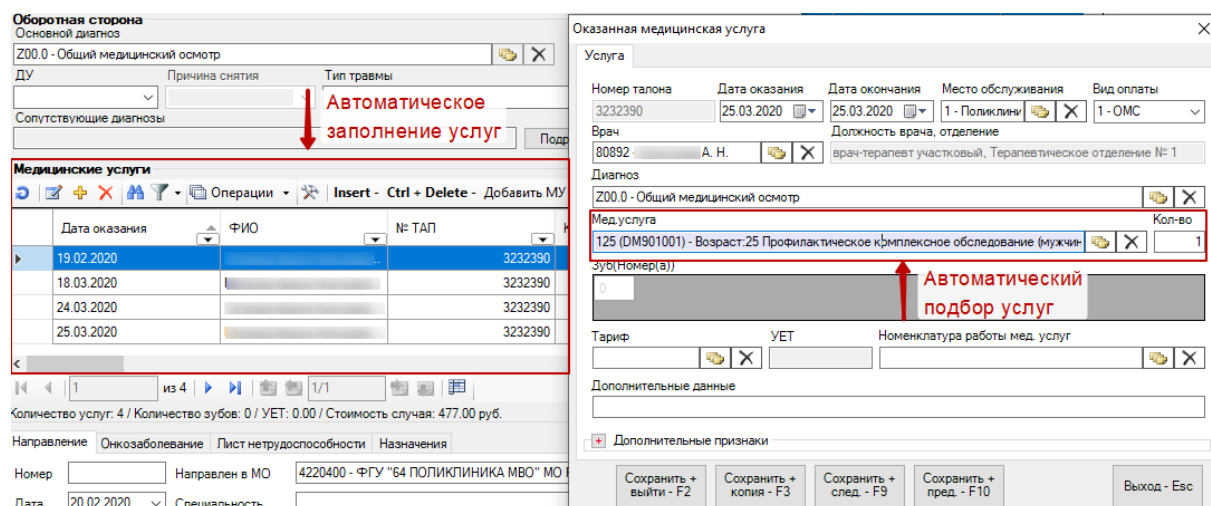 Оборотная сторона
Основной диагноз
Z00.0 - Общий медицинский осмотр
ДУ Причина снятия Тип травмы
Автоматическое
заполнение услуг
Сопутствующие диагнозы
Медицинские услуги
Операции Insert - Ctrl + Delete - Добавить МУ
Дата оказания ФИО № ТАП
19.02.2020 3232390
18.03.2020 3232390
24.03.2020 3232390
25.03.2020 3232390
1 из 4 1/1
Количество услуг: 4 / Количество зубов: 0 / УЕТ: 0.00 / Стоимость случая: 477.00 руб.
Направление Онкозаболевание Лист нетрудоспособности Назначения
Номер Направлен в МО 4220400 - ФГУ "64 ПОЛИКЛИНИКА МВО" МО
Дата 20.02.2020 Специальность
Оказанная медицинская услуга
Услуга
Номер талона Дата оказания Дата окончания Место обслуживания Вид оплаты
3232390 25.03.2020 25.03.2020 1 - Поликлини 1 - ОМС
Врач Должность врача, отделение
80892 - А. Н. врач-терапевт участковый, Терапевтическое отделение № 1
Диагноз
Z00.0 - Общий медицинский осмотр
Мед.услуга Кол-во
125 (DM901001) - Возраст:25 Профилактическое комплексное обследование (мужчин 1
Зуб(Номер(а))
0
Автоматический
подбор услуг
Тариф УЕТ Номенклатура работы мед. услуг
Дополнительные данные
+ Дополнительные признаки
Сохранить + выйти - F2
Сохранить + копия - F3
Сохранить + след. - F9
Сохранить + пред. - F10
Выход - Esc